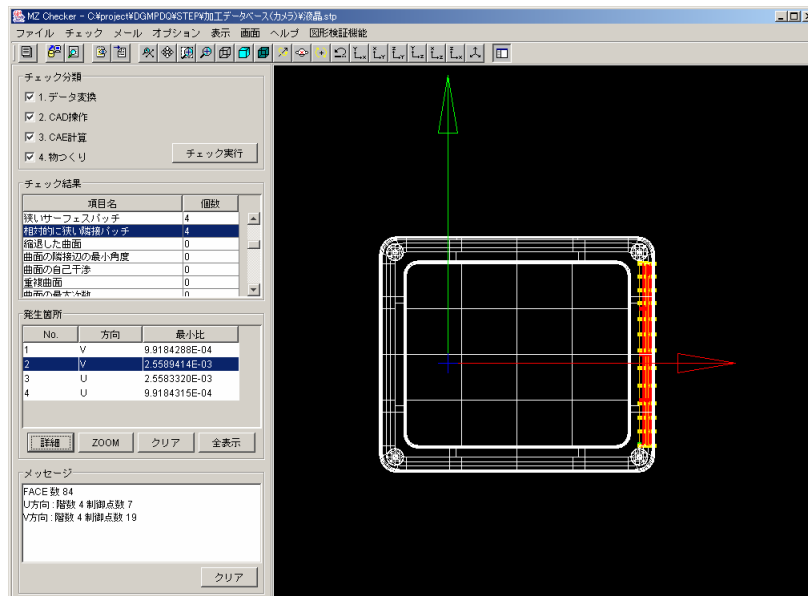 MZ Checker - C:¥project¥DGMPDQ¥STEP¥加工データベース(カメラ)¥液晶.stp
ファイル チェック メール オプション 表示 画面 ヘルプ 図形検証機能
チェック分類
1. データ変換
2. CAD操作
3. CAE計算
4. 物つくり
チェック実行
チェック結果
項目名 個数
狭いサーフェスパッチ 4
相対的に狭い隣接パッチ 4
縮退した曲面 0
曲面の隣接辺の最小角度 0
曲面の自己干渉 0
重複曲面 0
曲面の最大次数 0
発生箇所
No. 方向 最小比
1 V 9.9184288E-04
2 V 2.5589414E-03
3 U 2.5583320E-03
4 U 9.9184315E-04
詳細 ZOOM クリア 全表示
メッセージ
FACE 数 84
U方向 : 階数 4 制御点数 7
V方向 : 階数 4 制御点数 19
クリア